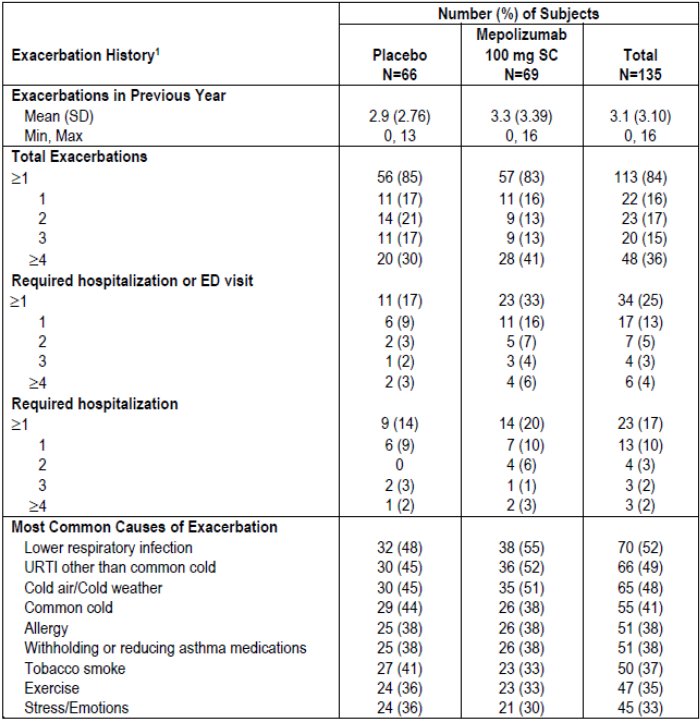 Number (%) of Subjects
Exacerbation History¹ Placebo N=66 Mepolizumab 100 mg SC N=69 Total N=135
Exacerbations in Previous Year
Mean (SD) 2.9 (2.76) 3.3 (3.39) 3.1 (3.10)
Min, Max 0, 13 0, 16 0, 16
Total Exacerbations
≥1 56 (85) 57 (83) 113 (84)
1 11 (17) 11 (16) 22 (16)
2 14 (21) 9 (13) 23 (17)
3 11 (17) 9 (13) 20 (15)
≥4 20 (30) 28 (41) 48 (36)
Required hospitalization or ED visit
≥1 11 (17) 23 (33) 34 (25)
1 6 (9) 11 (16) 17 (13)
2 2 (3) 5 (7) 7 (5)
3 1 (2) 3 (4) 4 (3)
≥4 2 (3) 4 (6) 6 (4)
Required hospitalization
≥1 9 (14) 14 (20) 23 (17)
1 6 (9) 7 (10) 13 (10)
2 0 4 (6) 4 (3)
3 2 (3) 1 (1) 3 (2)
≥4 1 (2) 2 (3) 3 (2)
Most Common Causes of Exacerbation
Lower respiratory infection 32 (48) 38 (55) 70 (52)
URTI other than common cold 30 (45) 36 (52) 66 (49)
Cold air/Cold weather 30 (45) 35 (51) 65 (48)
Common cold 29 (44) 26 (38) 55 (41)
Allergy 25 (38) 26 (38) 51 (38)
Withholding or reducing asthma medications 25 (38) 26 (38) 51 (38)
Tobacco smoke 27 (41) 23 (33) 50 (37)
Exercise 24 (36) 23 (33) 47 (35)
Stress/Emotions 24 (36) 21 (30) 45 (33)